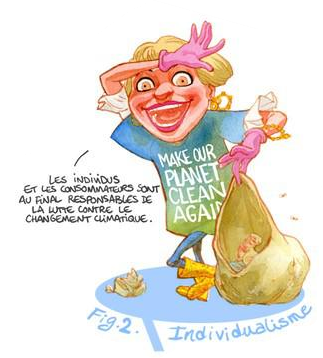 MAKE OUR
PLANET
CLEAN
AGAIN
LES INDIVIDUS
ET LES CONSOMMATEURS SONT
AU FINAL RESPONSABLES DE
LA LUTTE CONTRE LE
CHANGEMENT CLIMATIQUE.
Fig.2. Individualisme